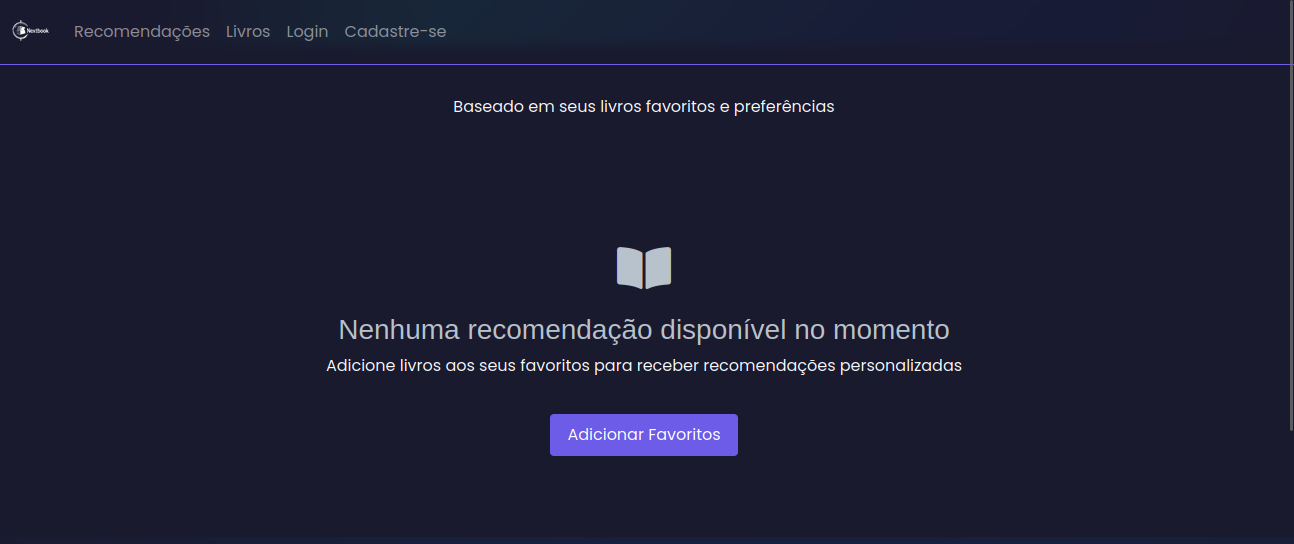 Nextbook
Recomendações Livros Login Cadastre-se
Baseado em seus livros favoritos e preferências
Nenhuma recomendação disponível no momento
Adicione livros aos seus favoritos para receber recomendações personalizadas
Adicionar Favoritos